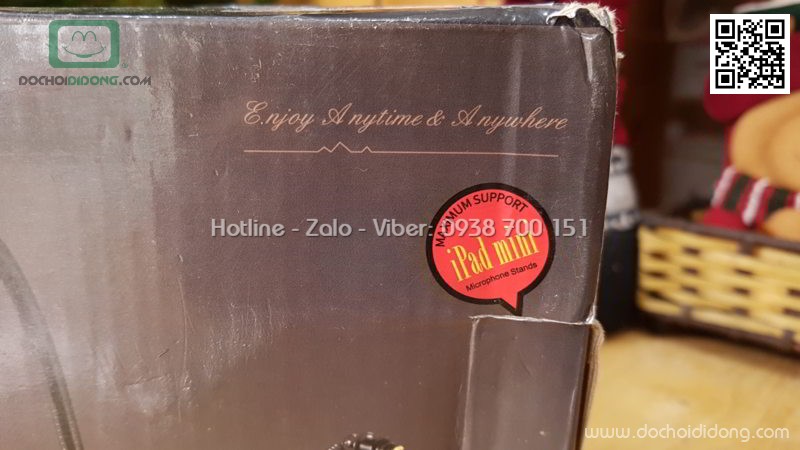 DOCHOIDIDONG.COM
Enjoy Anytime & Anywhere
MAXIMUM SUPPORT
Hotline - Zalo - Viber: 0938 700 151
iPad mini
Microphone Stands
www.dochoididong.com